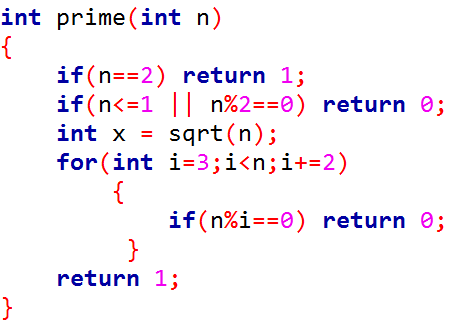 int prime(int n)
{
if(n==2) return 1;
if(n<=1 || n%2==0) return 0;
int x = sqrt(n);
for(int i=3;i<n;i+=2)
{
if(n%i==0) return 0;
}
return 1;
}